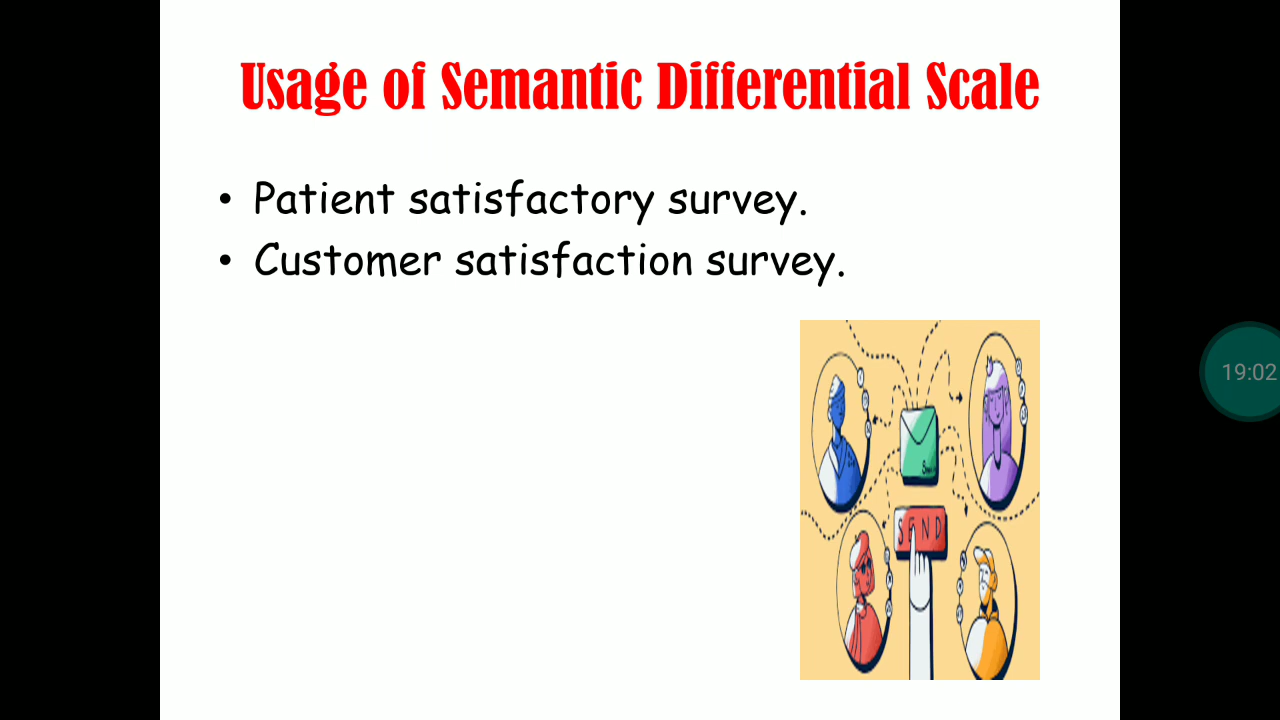 Usage of Semantic Differential Scale
• Patient satisfactory survey.
• Customer satisfaction survey.
19:02
SEND